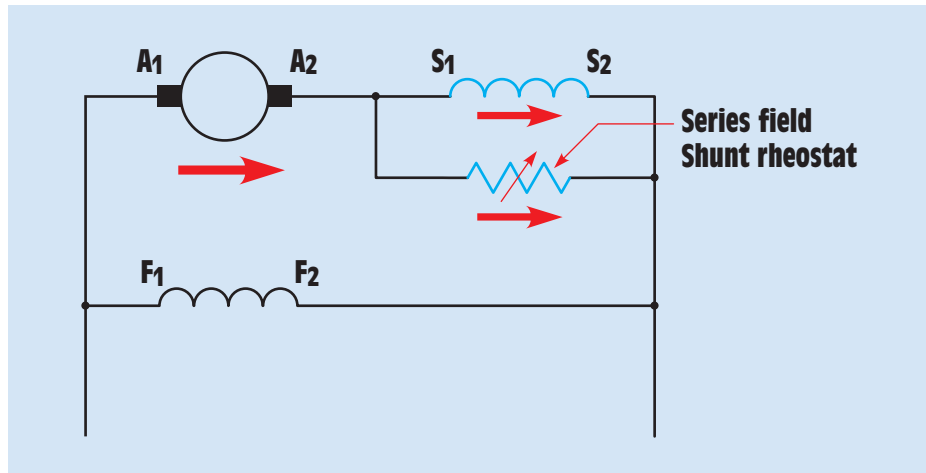 A1
A2
S1
S2
Series field
Shunt rheostat
F1
F2